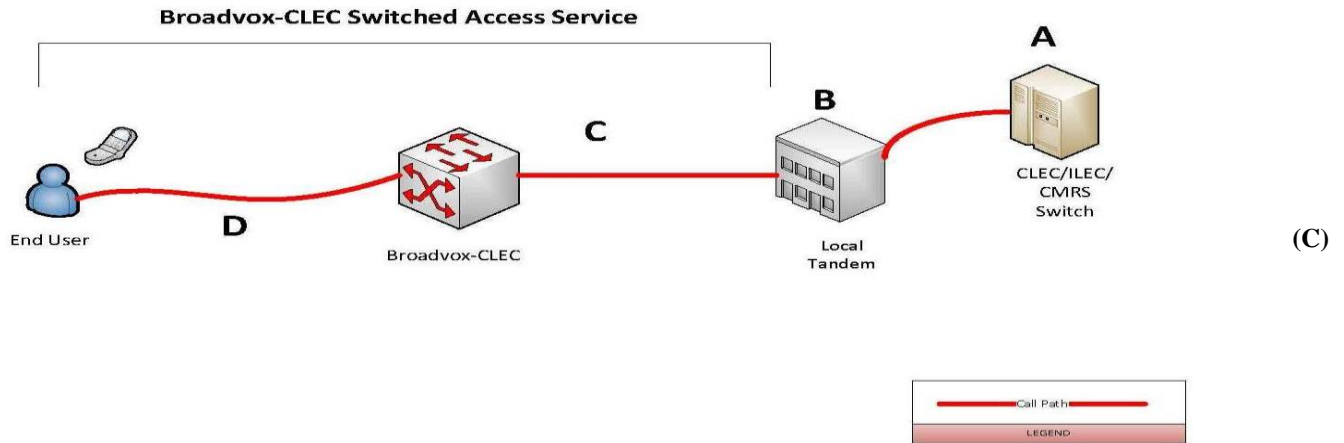 Broadvox-CLEC Switched Access Service
A
B
C
CLEC/ILEC/
CMRS
Switch
D
End User
Broadvox-CLEC
Local
Tandem
(C)
Call Path
LEGEND